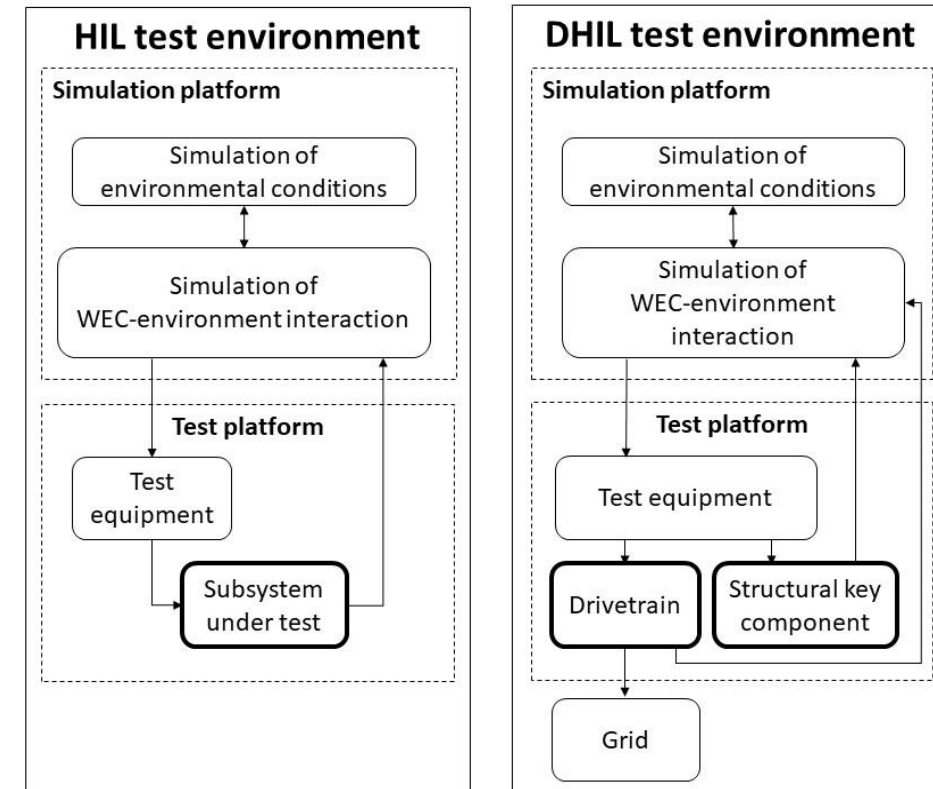 HIL test environment
Simulation platform
Simulation of
environmental conditions
Simulation of
WEC-environment interaction
Test platform
Test
equipment
Subsystem
under test
DHIL test environment
Simulation platform
Simulation of
environmental conditions
Simulation of
WEC-environment
interaction
Test platform
Test equipment
Drivetrain
Structural key
component
Grid